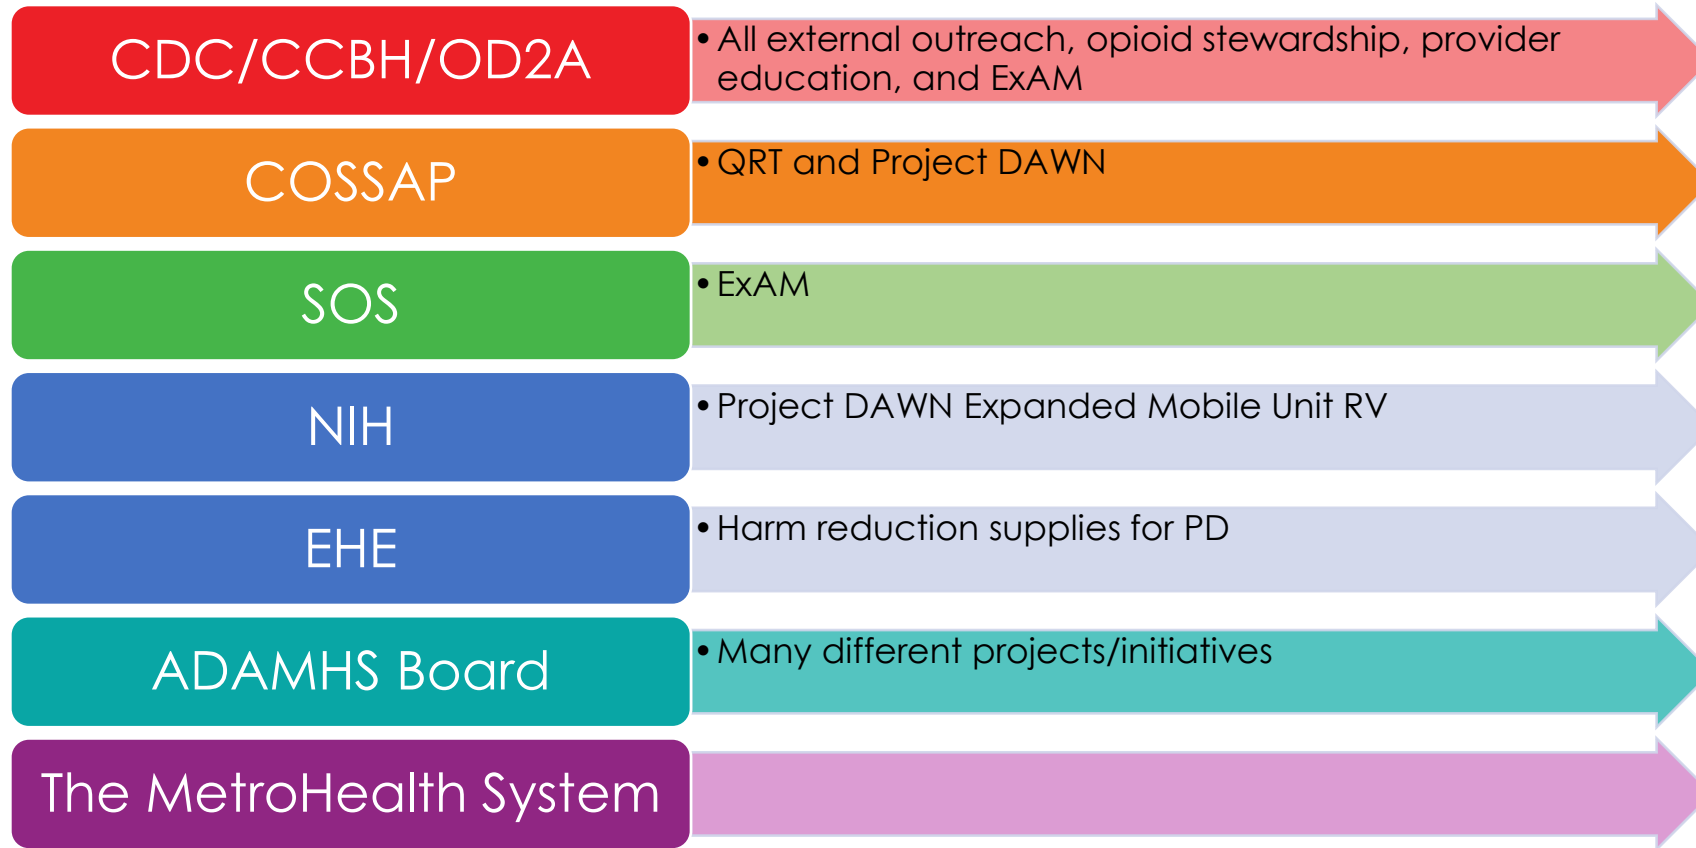 CDC/CCBH/OD2A
• All external outreach, opioid stewardship, provider
education, and ExAM
COSSAP
• QRT and Project DAWN
SOS
• ExAM
NIH
• Project DAWN Expanded Mobile Unit RV
EHE
• Harm reduction supplies for PD
ADAMHS Board
• Many different projects/initiatives
The MetroHealth System